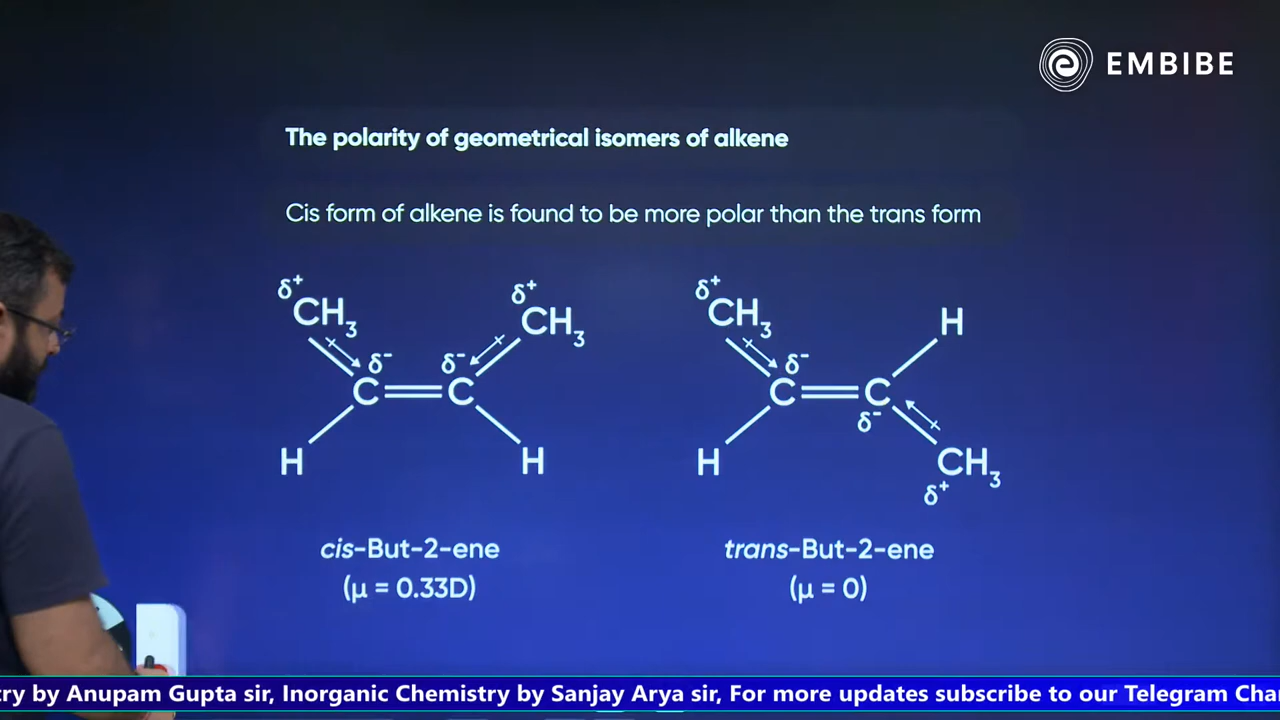 EMBIBE
The polarity of geometrical isomers of alkene
Cis form of alkene is found to be more polar than the trans form
δ⁺ δ⁺ δ⁺
CH₃ CH₃ CH₃ H
δ⁻ δ⁻ δ⁻
C C C C
δ⁻
H H H CH₃
δ⁺
cis-But-2-ene trans-But-2-ene
(μ = 0.33D) (μ = 0)
try by Anupam Gupta sir, Inorganic Chemistry by Sanjay Arya sir, For more updates subscribe to our Telegram Cha